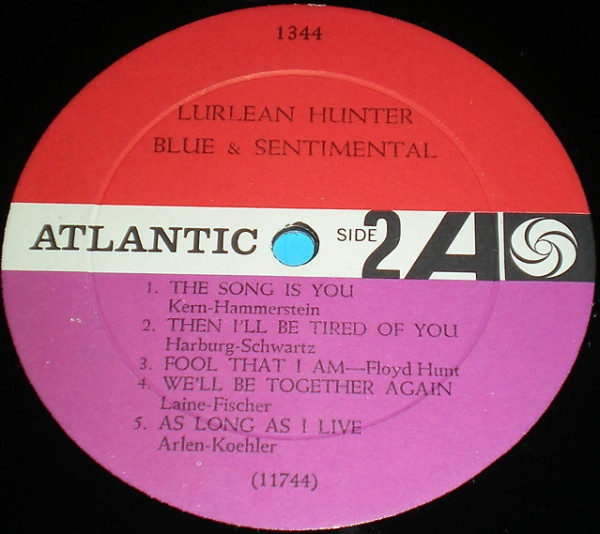 1344
LURLEAN HUNTER
BLUE & SENTIMENTAL
ATLANTIC SIDE 2 A
1. THE SONG IS YOU
Kern-Hammerstein
2. THEN I'LL BE TIRED OF YOU
Harburg-Schwartz
3. FOOL THAT I AM—Floyd Hunt
4. WE'LL BE TOGETHER AGAIN
Laine-Fischer
5. AS LONG AS I LIVE
Arlen-Koehler
(11744)